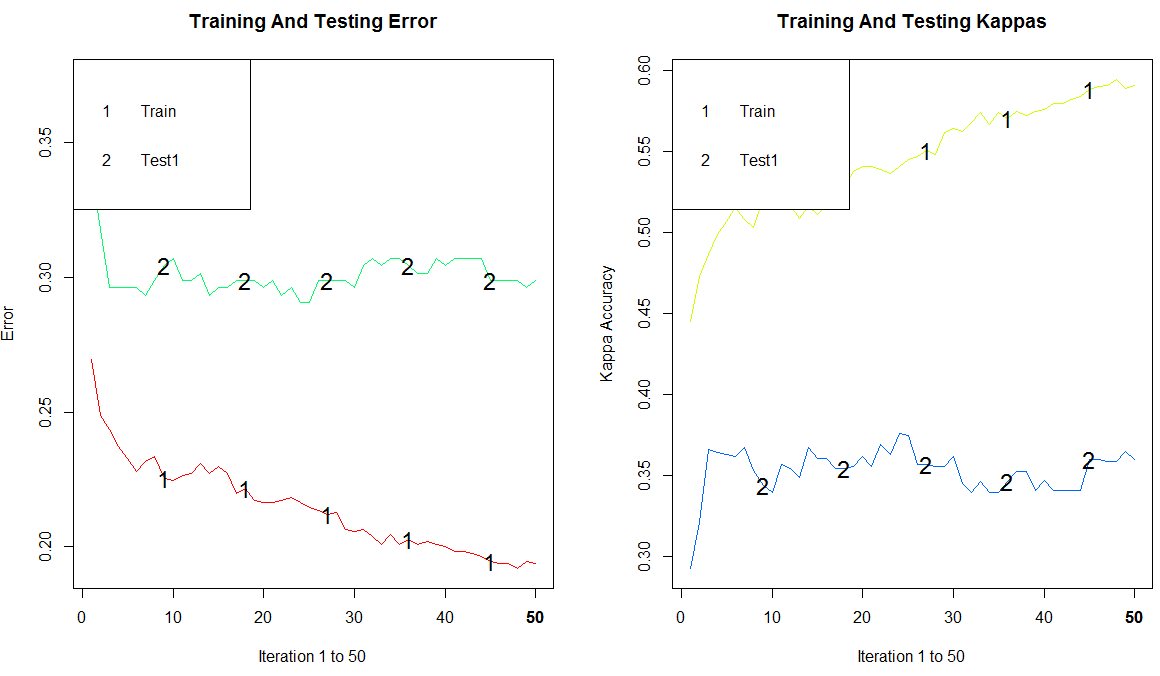 Training And Testing Error
1 Train
2 Test1
0.35
0.30
0.25
0.20
Error
2 2 2 2 2
1 1 1 1 1
0 10 20 30 40 50
Iteration 1 to 50
Training And Testing Kappas
1 Train
2 Test1
0.60
0.55
0.50
0.45
0.40
0.35
0.30
Kappa Accuracy
1 1 1
2 2 2 2 2
0 10 20 30 40 50
Iteration 1 to 50